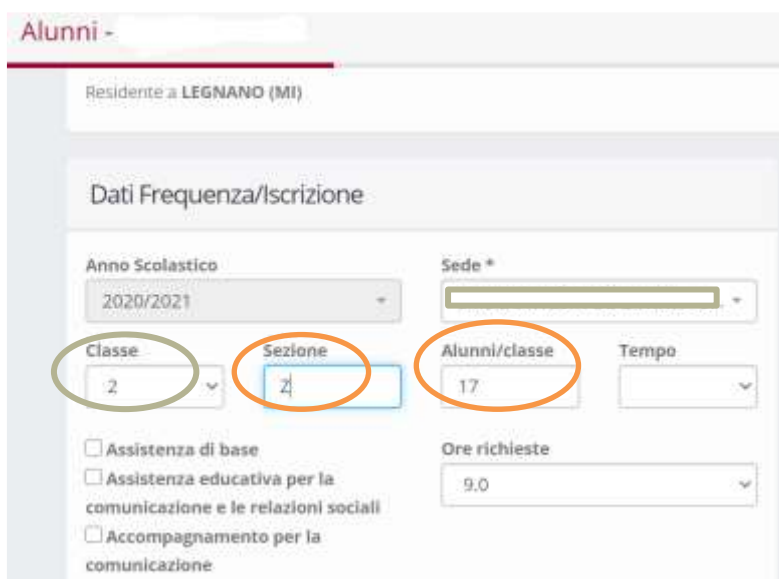 Alunni -
Residente a LEGNANO (MI)
Dati Frequenza/Iscrizione
Anno Scolastico
Sede *
2020/2021
Classe
Sezione
Alunni/classe
Tempo
2
Z
17
Assistenza di base
Ore richieste
Assistenza educativa per la
9.0
comunicazione e le relazioni sociali
Accompagnamento per la
comunicazione